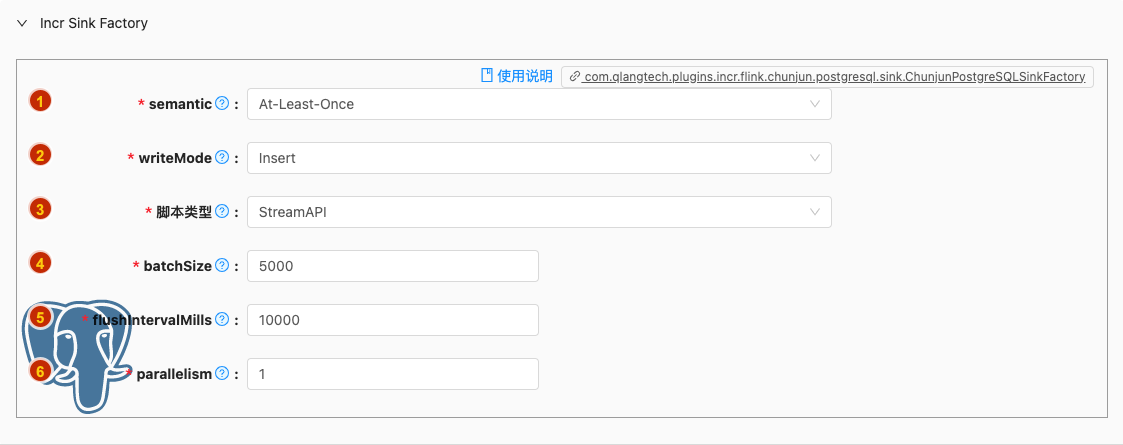 Incr Sink Factory
使用说明 com.qlangtech.plugins.incr.flink.chunjun.postgresql.sink.ChunjunPostgreSQLSinkFactory
1 * semantic ? : At-Least-Once
2 * writeMode ? : Insert
3 * 脚本类型 ? : StreamAPI
4 * batchSize ? : 5000
5 * flushIntervalMills ? : 10000
6 * parallelism ? : 1